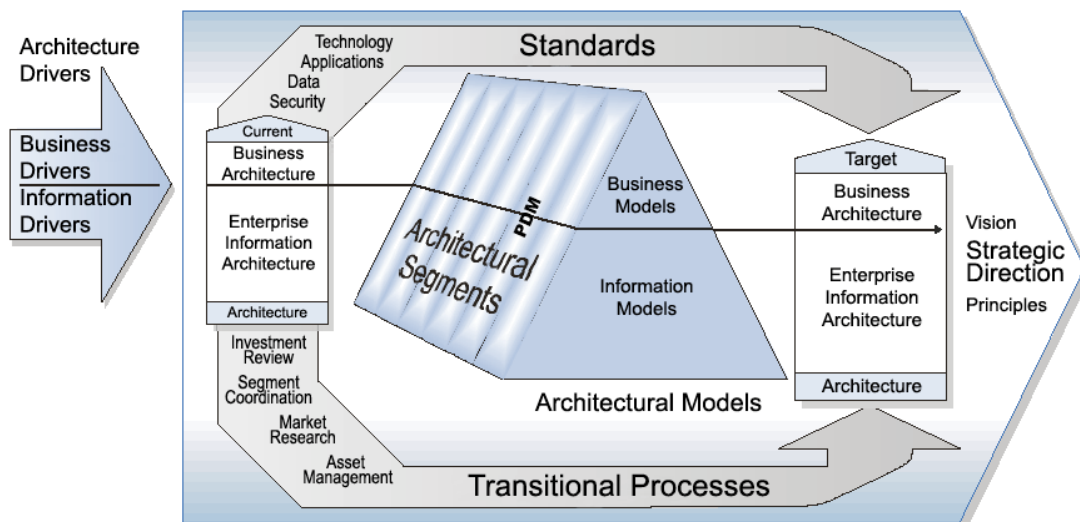 Architecture
Drivers
Business
Drivers
Information
Drivers
Technology
Applications
Data
Security
Standards
Current
Business
Architecture
Enterprise
Information
Architecture
Architecture
Investment
Review
Segment
Coordination
Market
Research
Asset
Management
Transitional Processes
PDM
Architectural
Segments
Business
Models
Information
Models
Architectural Models
Target
Business
Architecture
Enterprise
Information
Architecture
Architecture
Vision
Strategic
Direction
Principles